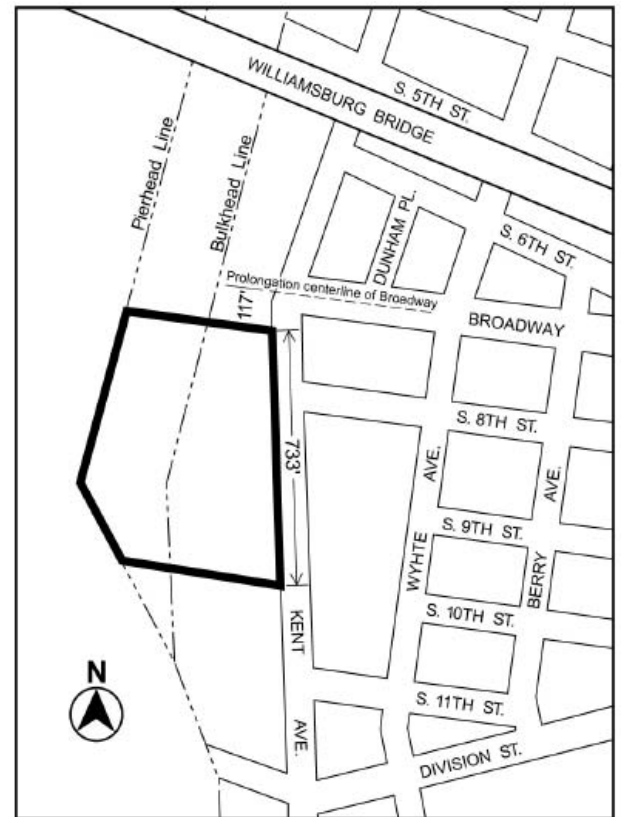 WILLIAMSBURG BRIDGE
S. 5TH ST.
Pierhead Line
Bulkhead Line
DUNHAM PL.
S. 6TH ST.
Prolongation centerline of Broadway
117'
BROADWAY
733'
S. 8TH ST.
AVE.
AVE.
S. 9TH ST.
WYHTE
BERRY
KENT
S. 10TH ST.
N
S. 11TH ST.
AVE.
DIVISION ST.